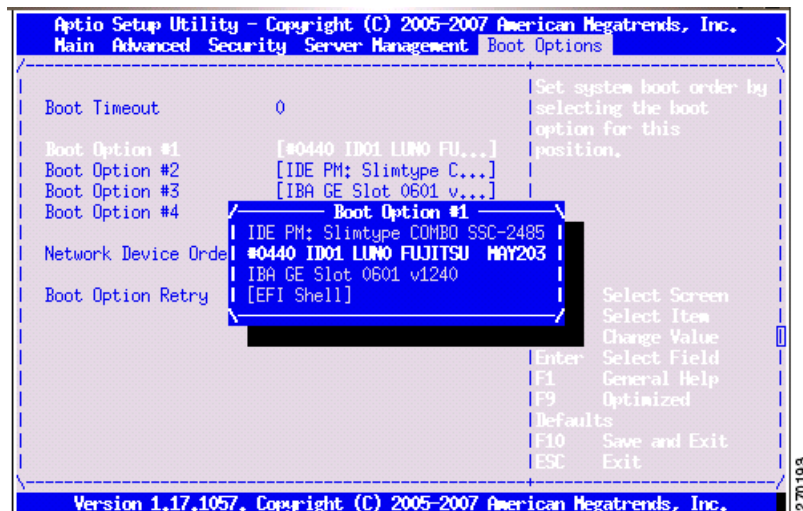 Aptio Setup Utility - Copyright (C) 2005-2007 American Megatrends, Inc.
Main Advanced Security Server Management Boot Options >
Set system boot order by
Boot Timeout 0 selecting the boot
option for this
Boot Option #1 [#0440 ID01 LUN0 FU...] position.
Boot Option #2 [IDE PM: Slimtype C...]
Boot Option #3 [IBA GE Slot 0601 v...]
Boot Option #4
Boot Option #1
IDE PM: Slimtype COMBO SSC-2485
Network Device Orde #0440 ID01 LUN0 FUJITSU MAY203
IBA GE Slot 0601 v1240
Boot Option Retry [EFI Shell] Select Screen
Select Item
Change Value
Enter Select Field
F1 General Help
F9 Optimized
Defaults
F10 Save and Exit
ESC Exit
Version 1.17.1057. Copyright (C) 2005-2007 American Megatrends, Inc.
270193